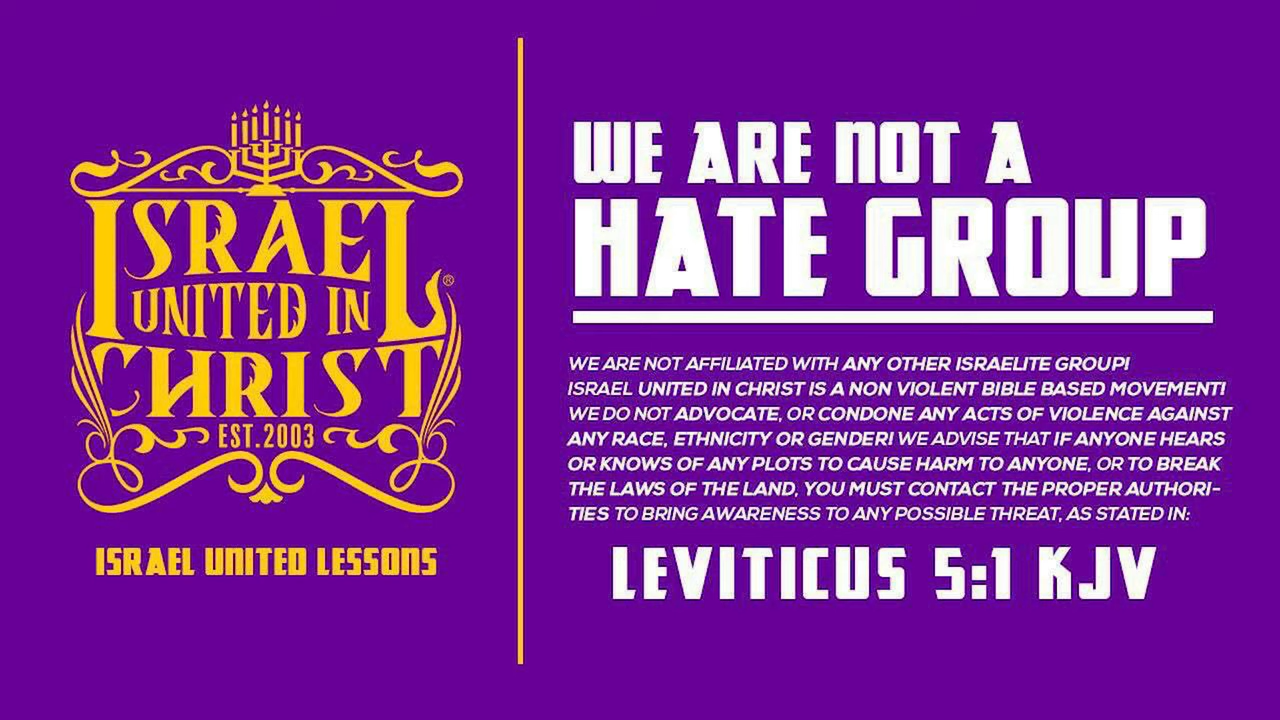 ISRAEL
UNITED IN
CHRIST
®
EST.2003
ISRAEL UNITED LESSONS
WE ARE NOT A
HATE GROUP
WE ARE NOT AFFILIATED WITH ANY OTHER ISRAELITE GROUP!
ISRAEL UNITED IN CHRIST IS A NON VIOLENT BIBLE BASED MOVEMENT!
WE DO NOT ADVOCATE, OR CONDONE ANY ACTS OF VIOLENCE AGAINST
ANY RACE, ETHNICITY OR GENDER! WE ADVISE THAT IF ANYONE HEARS
OR KNOWS OF ANY PLOTS TO CAUSE HARM TO ANYONE, OR TO BREAK
THE LAWS OF THE LAND, YOU MUST CONTACT THE PROPER AUTHORI-
TIES TO BRING AWARENESS TO ANY POSSIBLE THREAT, AS STATED IN:
LEVITICUS 5:1 KJV